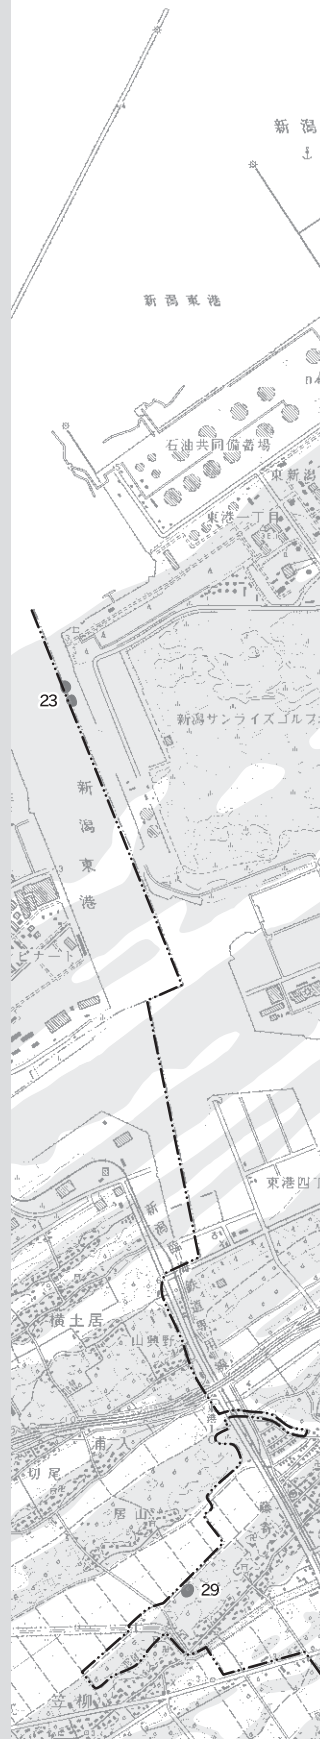 新潟
新潟東港
石油共同備蓄場
東新潟
東港一丁目
23
新潟サンライズゴルフ
新潟東港
ピナート
東港四丁
横土居
山興野
浦入
切尾
居山
29
笠柳